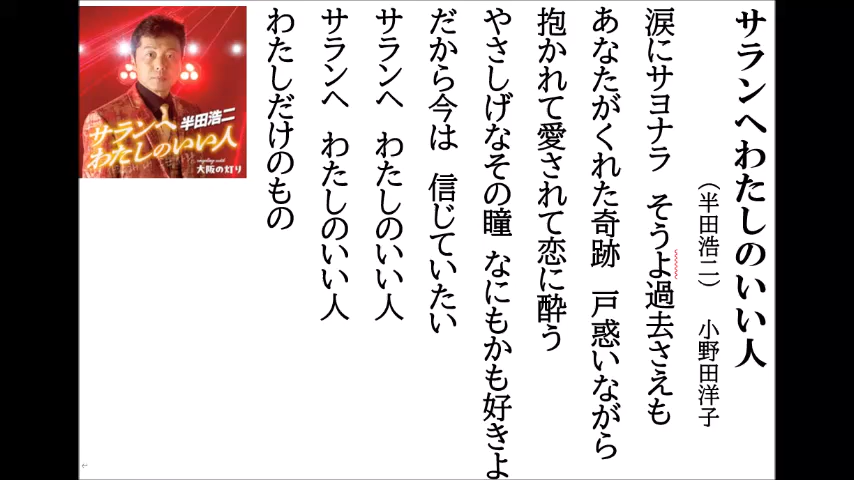 サランヘわたしのいい人
（半田浩二）　小野田洋子
涙にサヨナラ　そうよ過去さえも
あなたがくれた奇跡　戸惑いながら
抱かれて愛されて恋に酔う
やさしげなその瞳　なにもかも好きよ
だから今は　信じていたい
サランヘ　わたしのいい人
サランヘ　わたしのいい人
わたしだけのもの
サランヘ 半田浩二
わたしのいい人
大阪の灯り